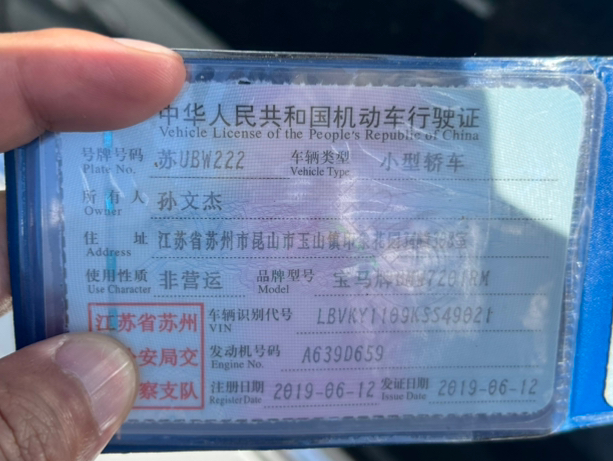 中华人民共和国机动车行驶证
Vehicle License of the People's Republic of China
号牌号码 苏UBW222 车辆类型 小型轿车
Plate No. Vehicle Type
所有人 孙文杰
Owner
住 址 江苏省苏州市昆山市玉山镇
Address
使用性质 非营运 品牌型号 宝马牌
Use Character Model
车辆识别代号 LBVKY1109KSS49021
VIN
发动机号码 A639D659
Engine No.
注册日期 2019-06-12 发证日期 2019-06-12
Register Date Issue Date
江苏省苏州
安局交
察支队